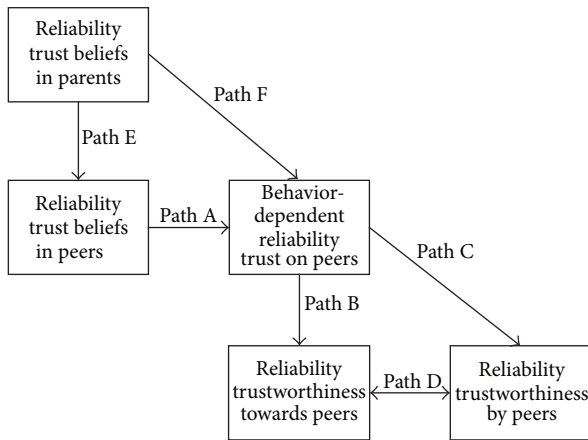 Reliability
trust beliefs
in parents
Path F
Path E
Reliability
trust beliefs
in peers
Path A
Behavior-
dependent
reliability
trust on peers
Path C
Path B
Reliability
trustworthiness
towards peers
Path D
Reliability
trustworthiness
by peers